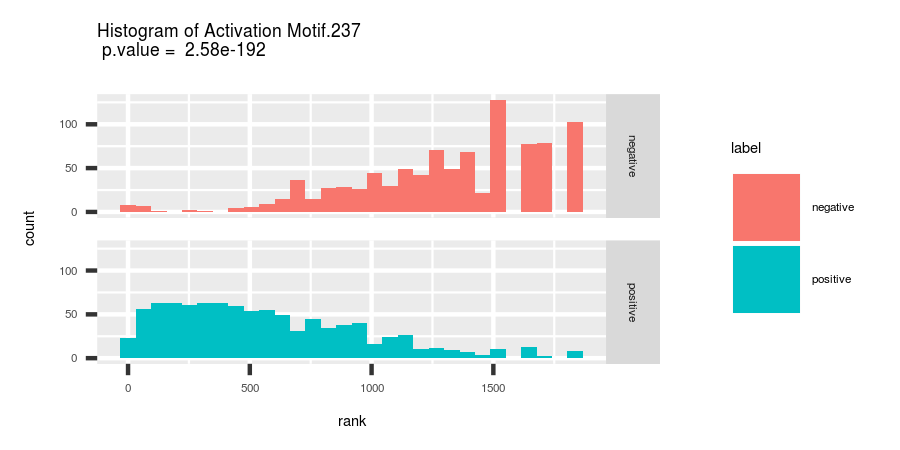 Histogram of Activation Motif.237
p.value =  2.58e-192
count
100
50
0
negative
100
50
0
positive
0
500
1000
1500
rank
label
negative
positive